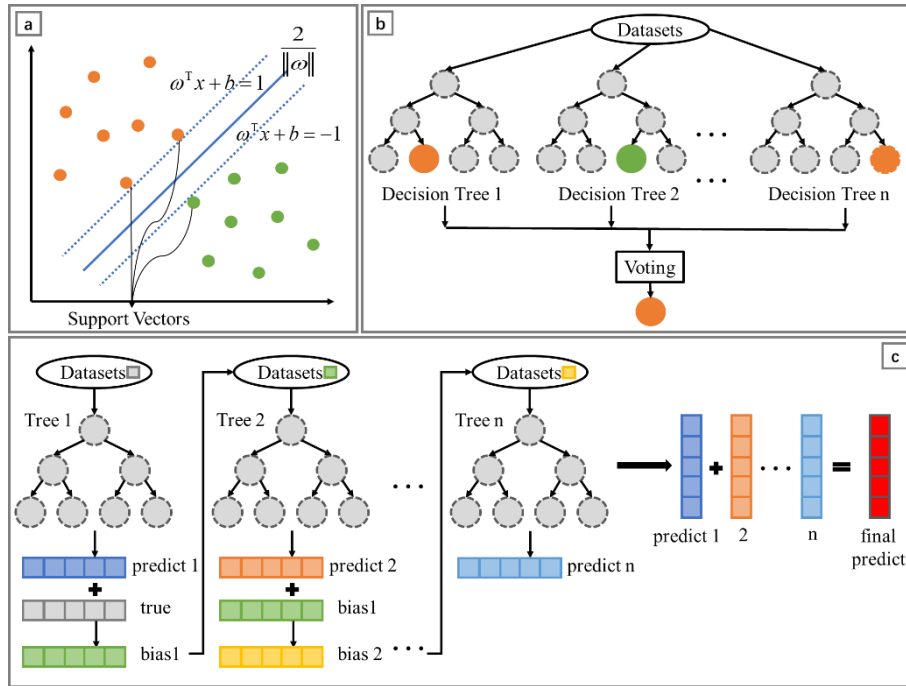 a
2
‖ω‖
ω^T x + b = 1
ω^T x + b = −1
Support Vectors
b
Datasets
Decision Tree 1
Decision Tree 2
Decision Tree n
Voting
c
Datasets
Datasets
Datasets
Tree 1
Tree 2
Tree n
predict 1
+
true
bias1
predict 2
+
bias1
bias 2
predict n
+
=
predict 1
2
n
final
predict